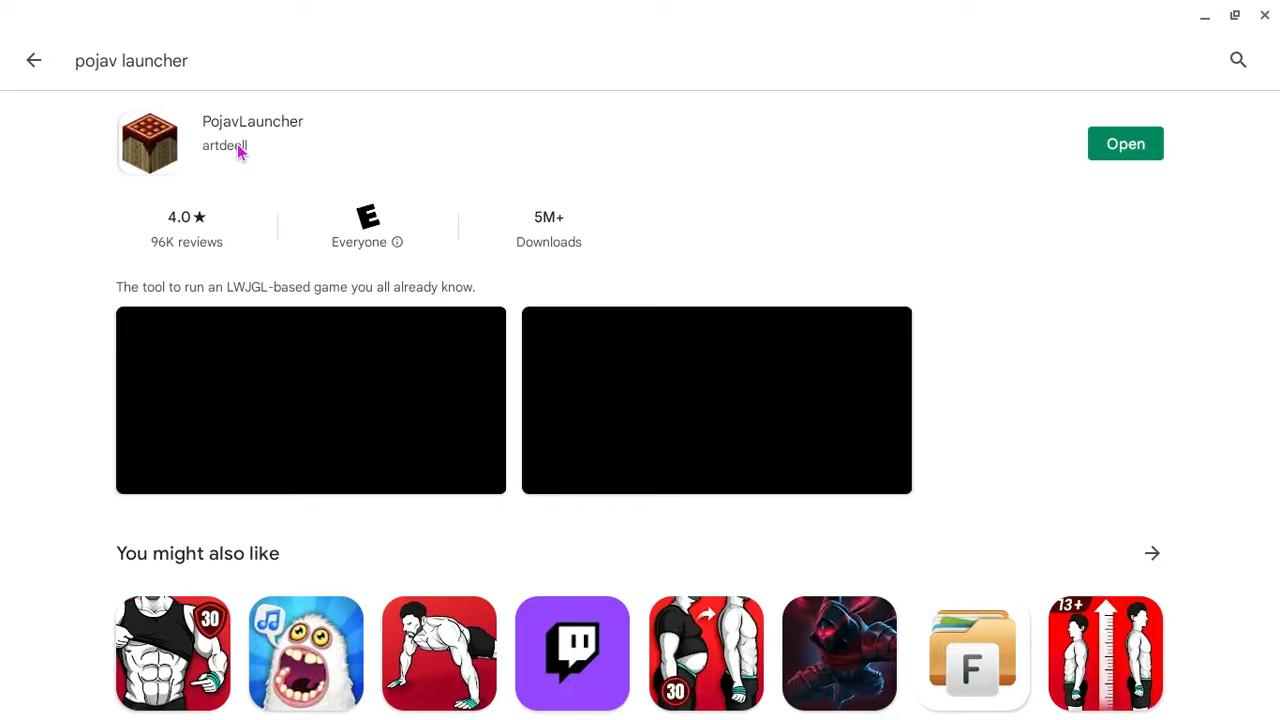 pojav launcher
PojavLauncher
artdeell
Open
4.0★
96K reviews
E
Everyone
5M+
Downloads
The tool to run an LWJGL-based game you all already know.
You might also like
30
30
F
13+